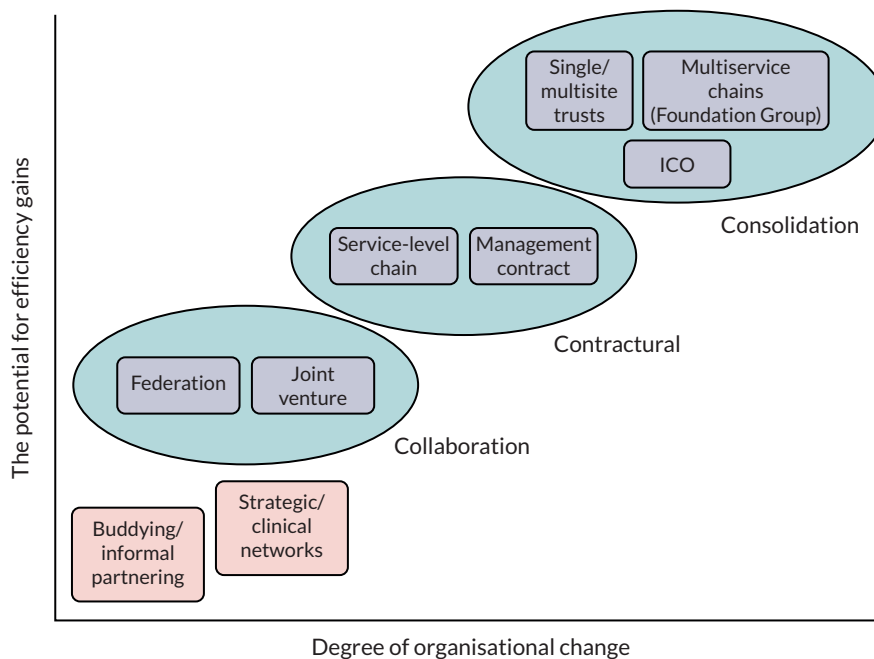 The potential for efficiency gains
Single/
multisite
trusts
Multiservice
chains
(Foundation Group)
ICO
Consolidation
Service-level
chain
Management
contract
Contractural
Federation
Joint
venture
Collaboration
Strategic/
clinical
networks
Buddying/
informal
partnering
Degree of organisational change